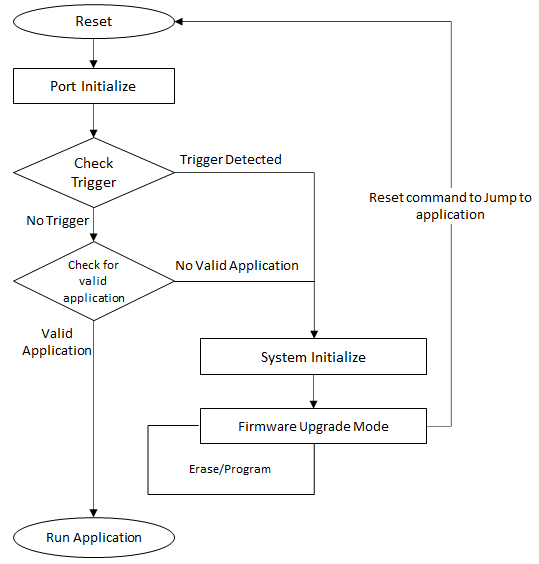 Reset
Port Initialize
Check
Trigger
Trigger Detected
Reset command to Jump to
application
No Trigger
Check for
valid
application
No Valid Application
Valid
Application
System Initialize
Firmware Upgrade Mode
Erase/Program
Run Application